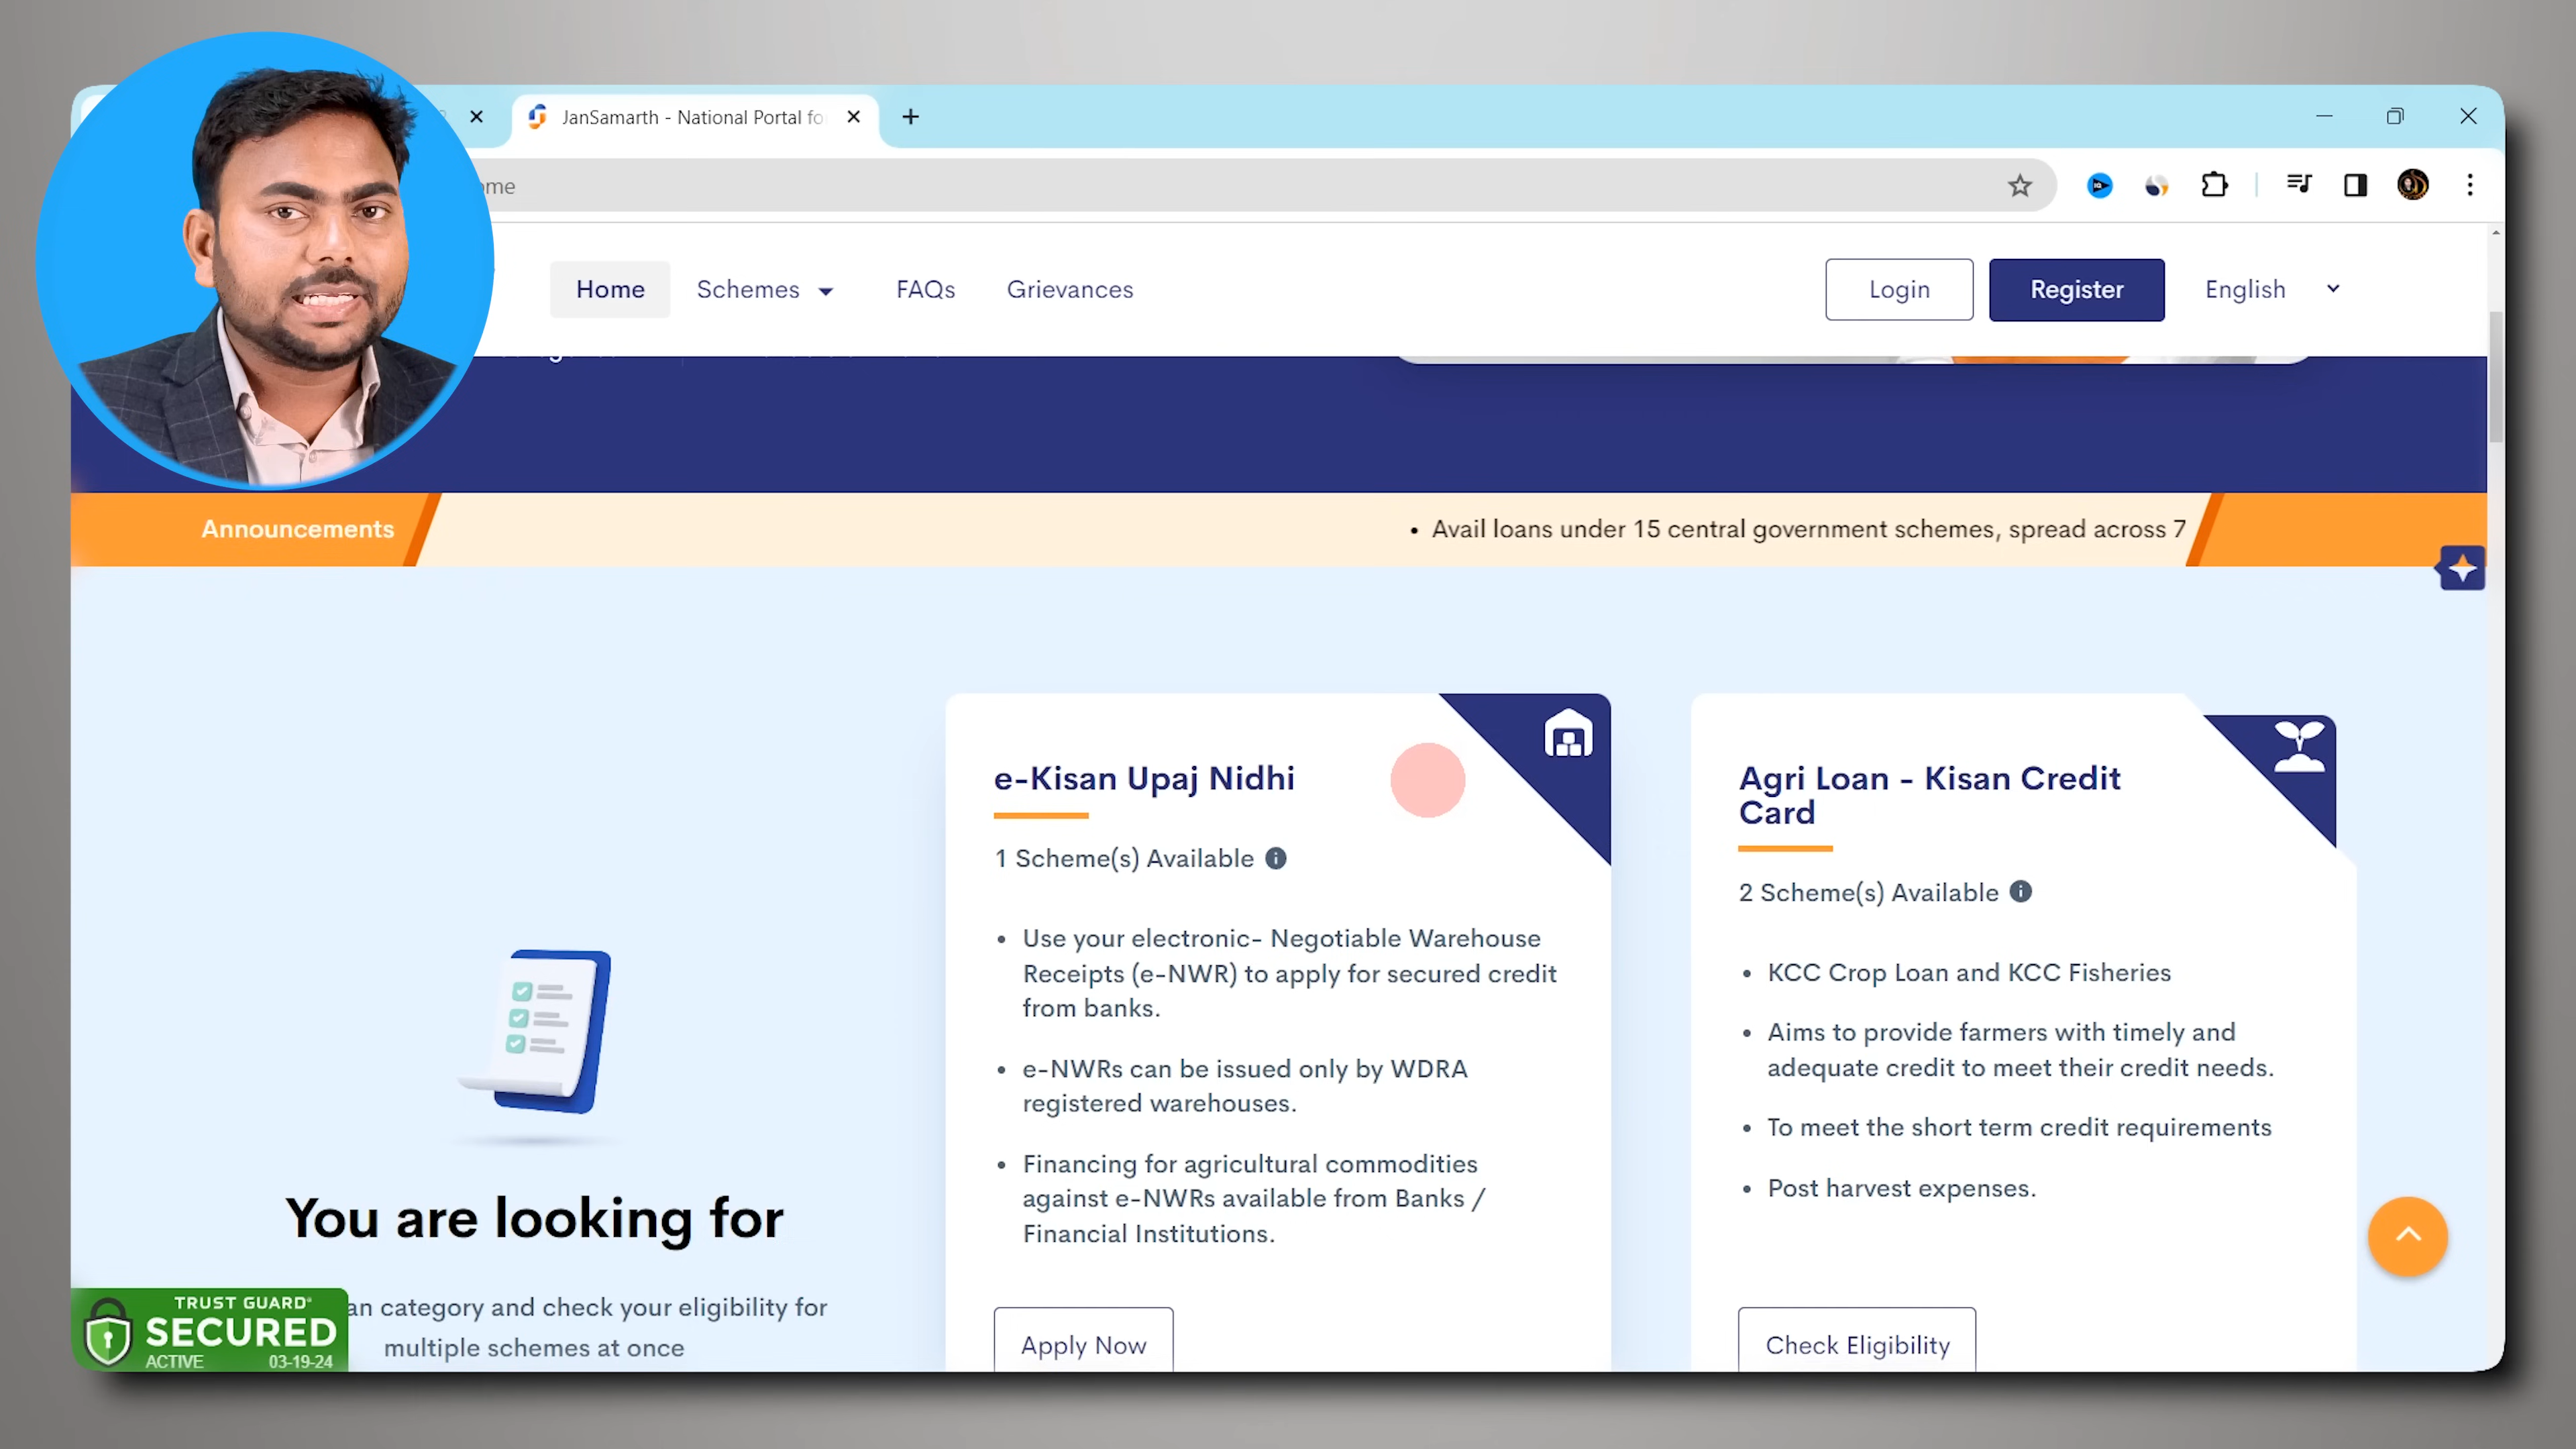 JanSamarth - National Portal fo
ome
Home
Schemes
FAQs
Grievances
Login
Register
English
Announcements
• Avail loans under 15 central government schemes, spread across 7
e-Kisan Upaj Nidhi
1 Scheme(s) Available
• Use your electronic- Negotiable Warehouse
Receipts (e-NWR) to apply for secured credit
from banks.
• e-NWRs can be issued only by WDRA
registered warehouses.
• Financing for agricultural commodities
against e-NWRs available from Banks /
Financial Institutions.
Apply Now
Agri Loan - Kisan Credit
Card
2 Scheme(s) Available
• KCC Crop Loan and KCC Fisheries
• Aims to provide farmers with timely and
adequate credit to meet their credit needs.
• To meet the short term credit requirements
• Post harvest expenses.
Check Eligibility
You are looking for
an category and check your eligibility for
multiple schemes at once
TRUST GUARD®
SECURED
ACTIVE 03-19-24